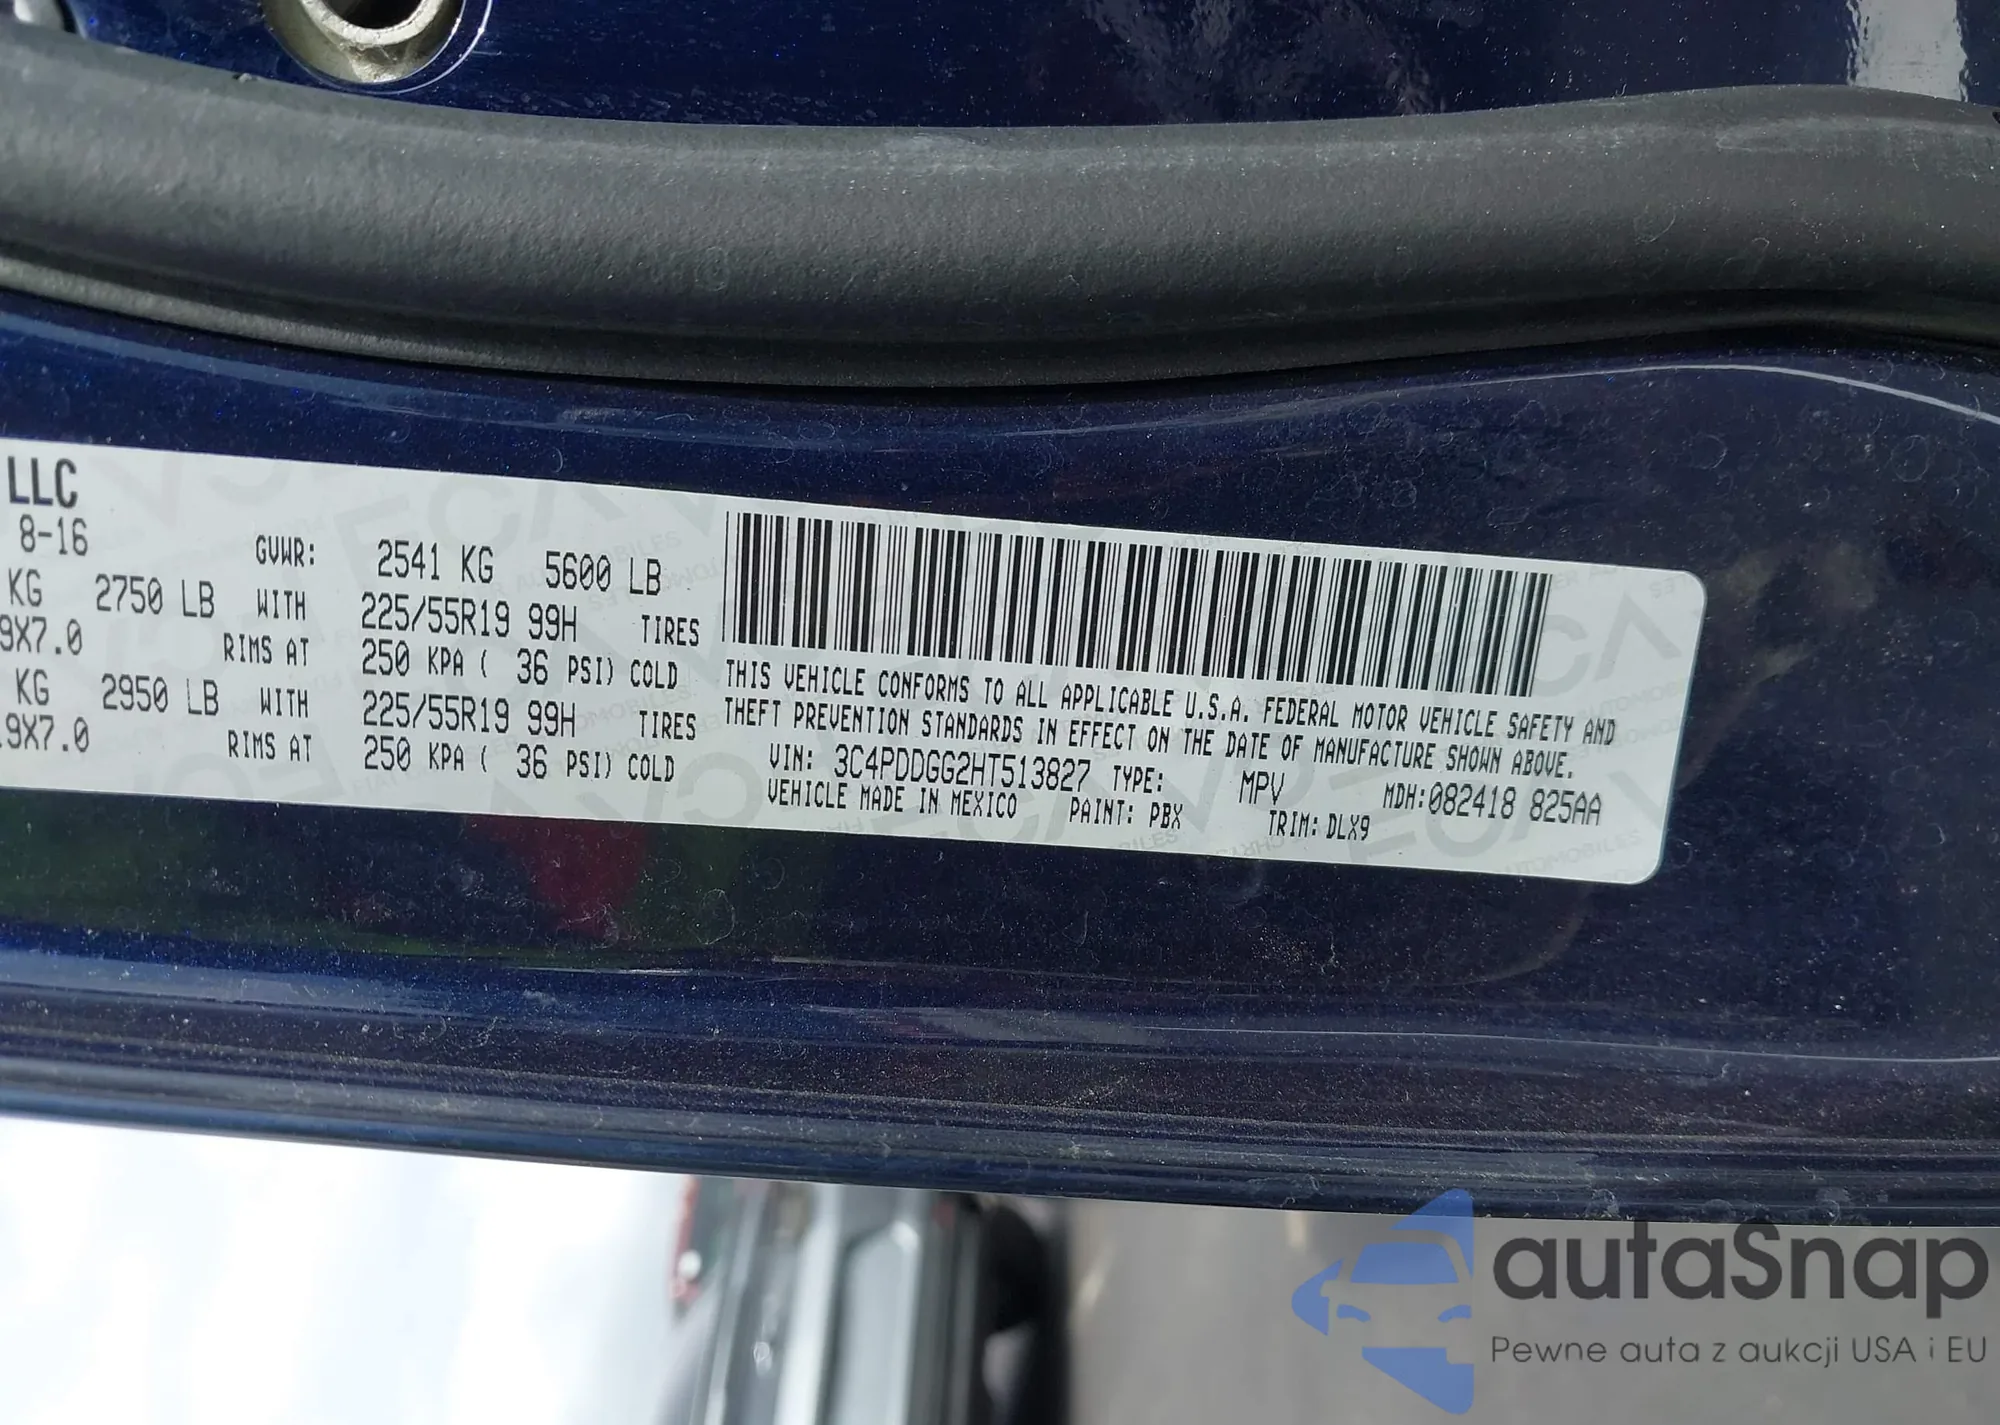 LLC
8-16 GVWR: 2541 KG 5600 LB
KG 2750 LB WITH 225/55R19 99H TIRES
9X7.0 RIMS AT 250 KPA ( 36 PSI) COLD
KG 2950 LB WITH 225/55R19 99H TIRES
9X7.0 RIMS AT 250 KPA ( 36 PSI) COLD
THIS VEHICLE CONFORMS TO ALL APPLICABLE U.S.A. FEDERAL MOTOR VEHICLE SAFETY AND
THEFT PREVENTION STANDARDS IN EFFECT ON THE DATE OF MANUFACTURE SHOWN ABOVE.
VIN: 3C4PDDGG2HT513827 TYPE: MPV MDH:082418 825AA
VEHICLE MADE IN MEXICO PAINT: PBX TRIM: DLX9
autaSnap
Pewne auta z aukcji USA i EU